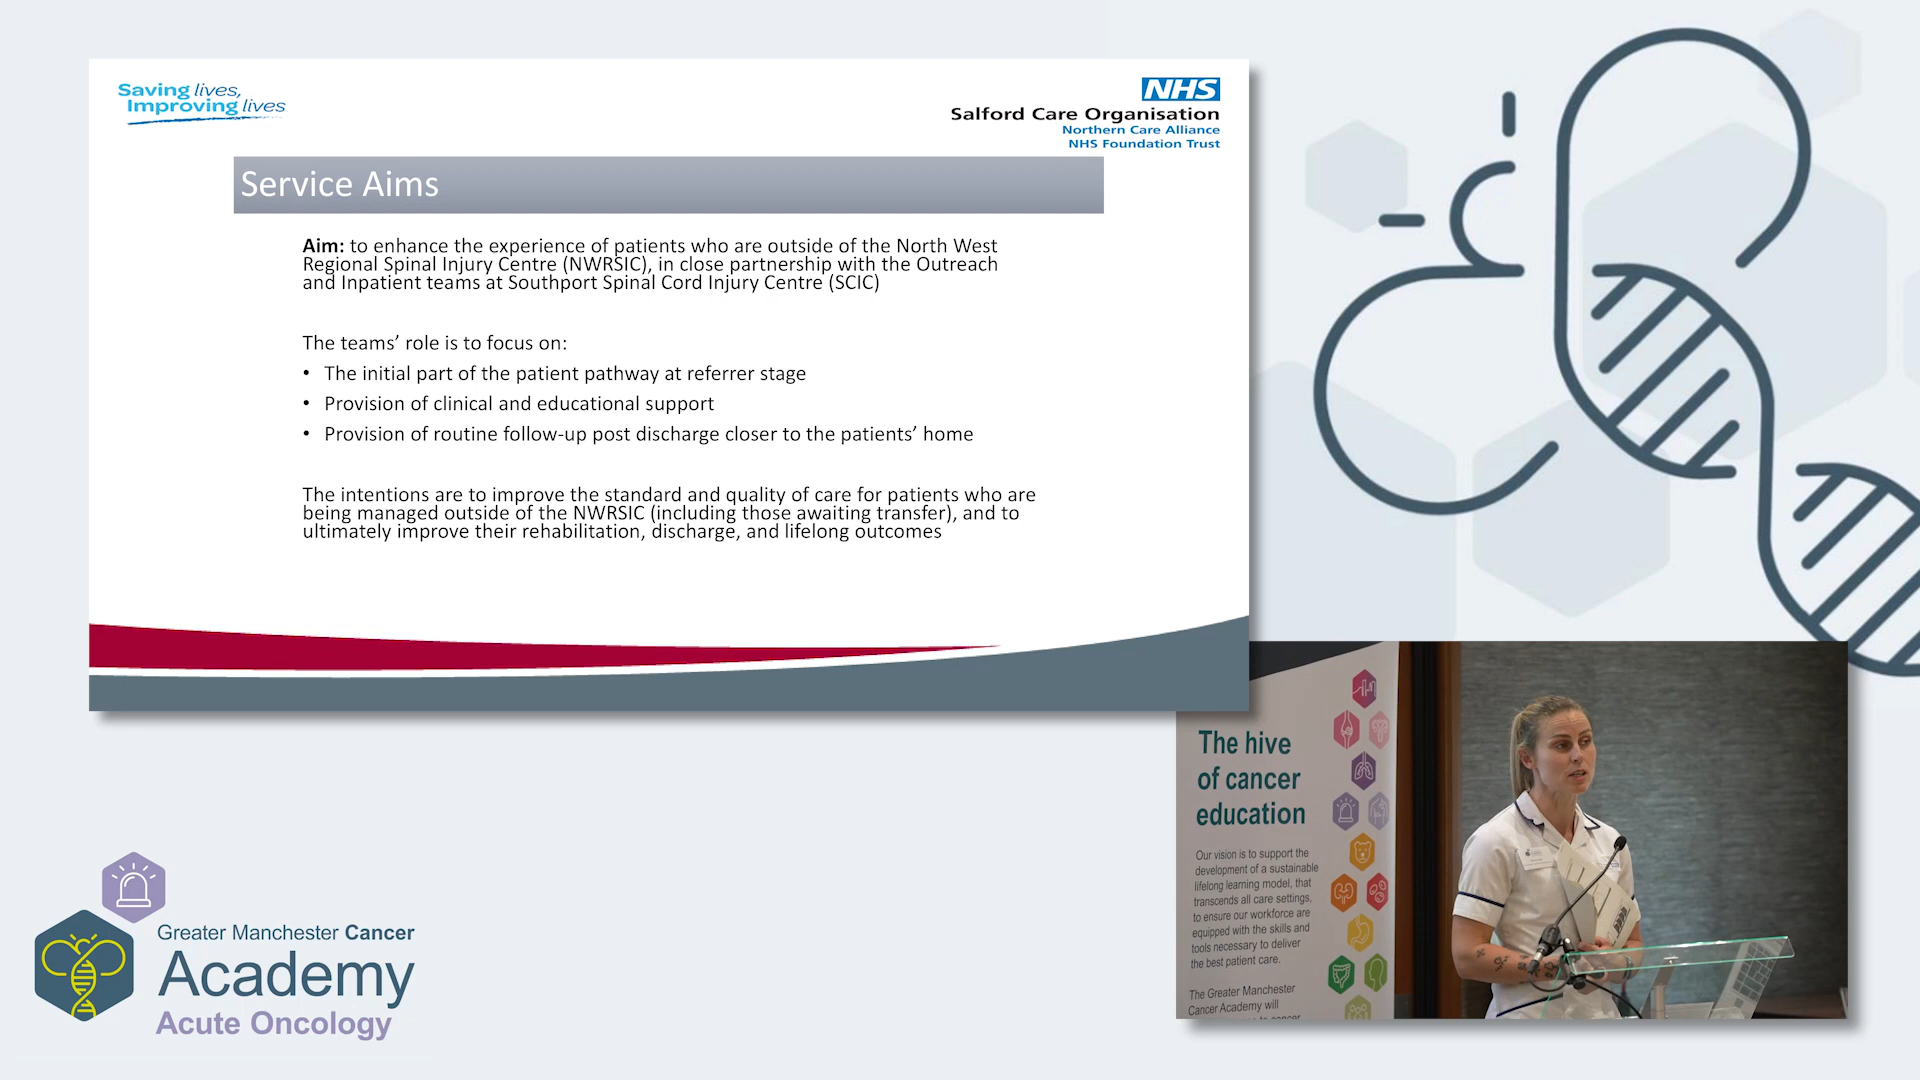 Saving lives,
Improving lives
NHS
Salford Care Organisation
Northern Care Alliance
NHS Foundation Trust
Service Aims
Aim: to enhance the experience of patients who are outside of the North West
Regional Spinal Injury Centre (NWRSIC), in close partnership with the Outreach
and Inpatient teams at Southport Spinal Cord Injury Centre (SCIC)
The teams’ role is to focus on:
• The initial part of the patient pathway at referrer stage
• Provision of clinical and educational support
• Provision of routine follow-up post discharge closer to the patients’ home
The intentions are to improve the standard and quality of care for patients who are
being managed outside of the NWRSIC (including those awaiting transfer), and to
ultimately improve their rehabilitation, discharge, and lifelong outcomes
The hive
of cancer
education
Our vision is to support the
development of a sustainable
lifelong learning model, that
transcends all care settings,
to ensure our workforce are
equipped with the skills and
tools necessary to deliver
the best patient care.
The Greater Manchester
Cancer Academy will
Greater Manchester Cancer
Academy
Acute Oncology